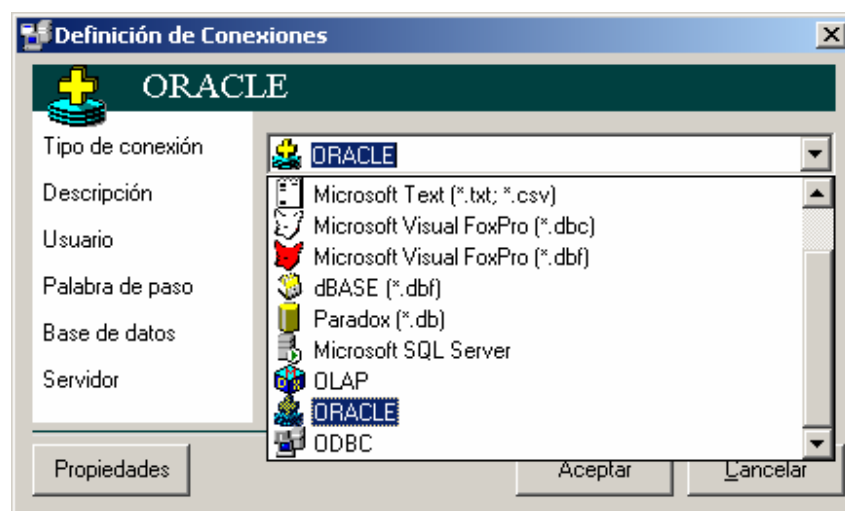 Definición de Conexiones
ORACLE
Tipo de conexión
ORACLE
Descripción
Usuario
Palabra de paso
Base de datos
Servidor
Microsoft Text (*.txt; *.csv)
Microsoft Visual FoxPro (*.dbc)
Microsoft Visual FoxPro (*.dbf)
dBASE (*.dbf)
Paradox (*.db)
Microsoft SQL Server
OLAP
ORACLE
ODBC
Propiedades
Aceptar
Cancelar